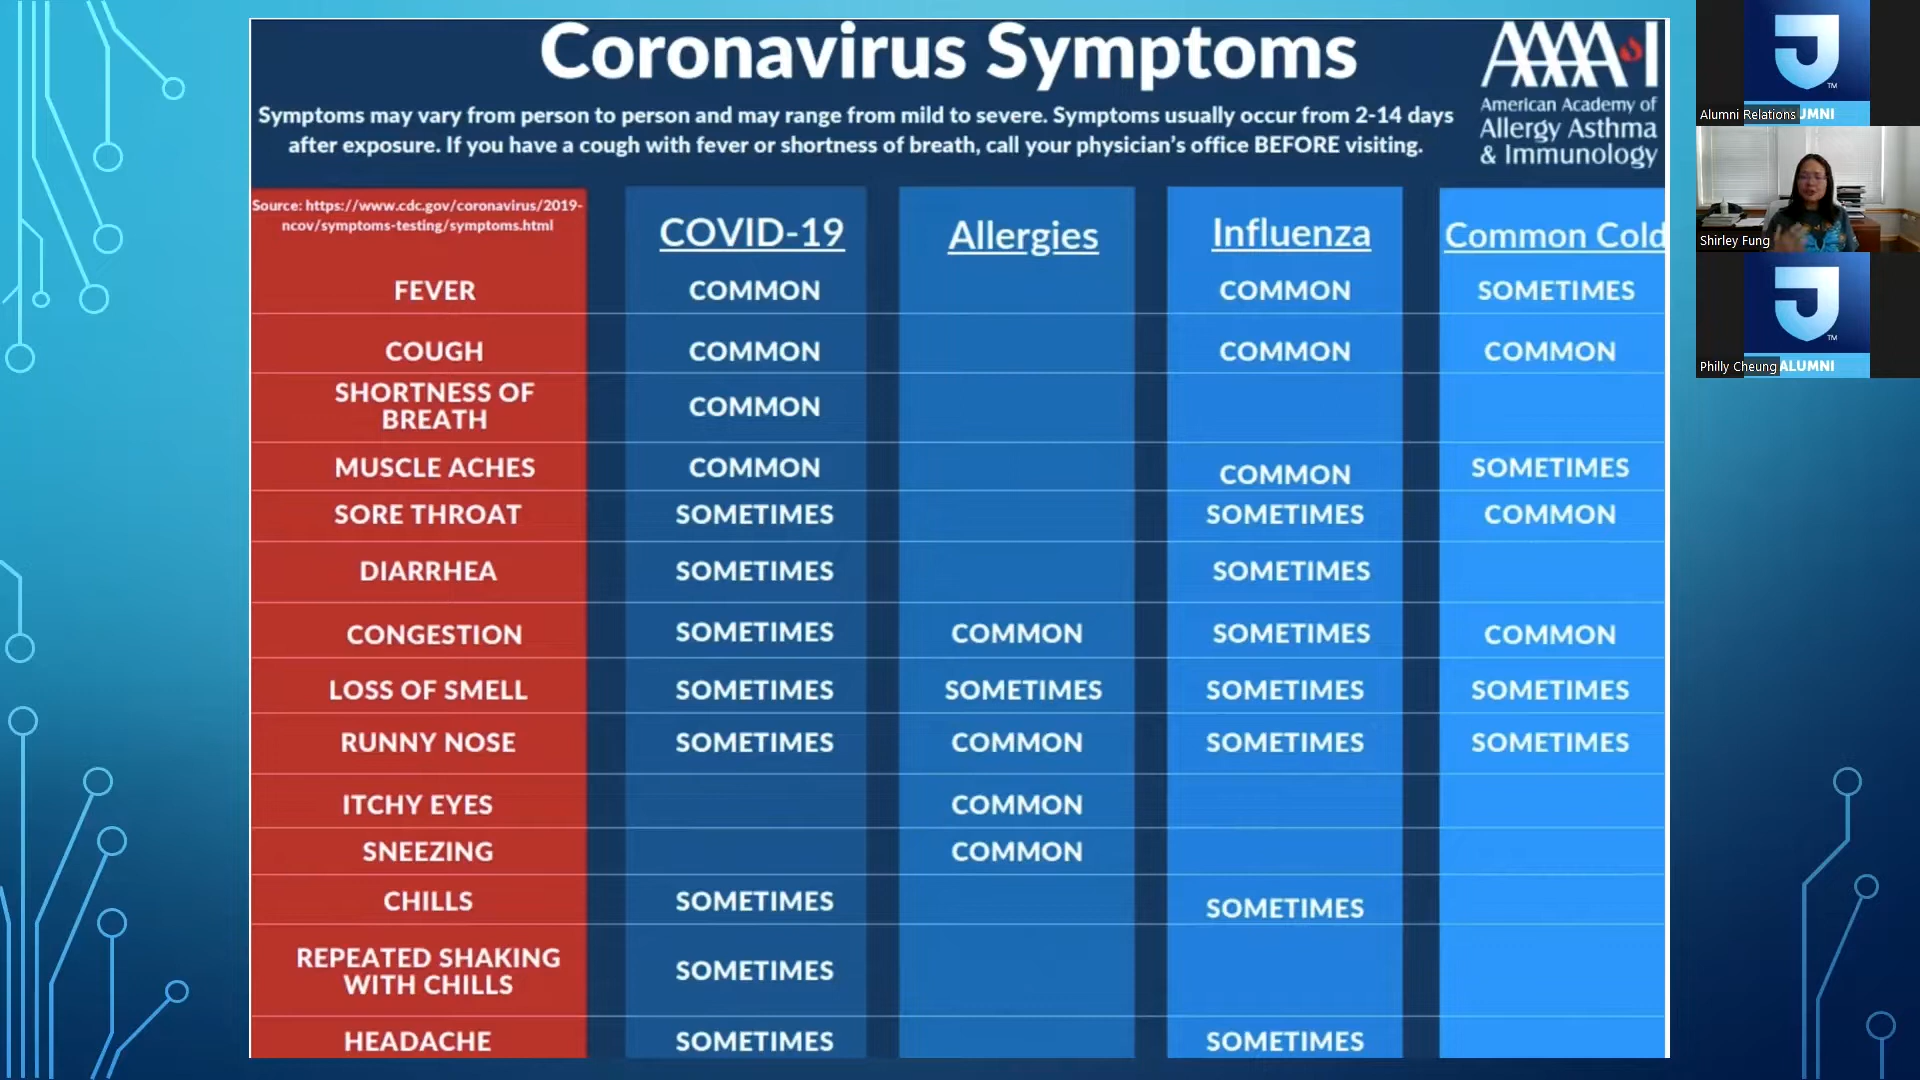 Coronavirus Symptoms
Symptoms may vary from person to person and may range from mild to severe. Symptoms usually occur from 2-14 days
after exposure. If you have a cough with fever or shortness of breath, call your physician's office BEFORE visiting.
AAAAI
American Academy of
Allergy Asthma
& Immunology
Source: https://www.cdc.gov/coronavirus/2019-
ncov/symptoms-testing/symptoms.html
COVID-19 Allergies Influenza Common Cold
FEVER COMMON COMMON SOMETIMES
COUGH COMMON COMMON COMMON
SHORTNESS OF
BREATH COMMON
MUSCLE ACHES COMMON COMMON SOMETIMES
SORE THROAT SOMETIMES SOMETIMES COMMON
DIARRHEA SOMETIMES SOMETIMES
CONGESTION SOMETIMES COMMON SOMETIMES COMMON
LOSS OF SMELL SOMETIMES SOMETIMES SOMETIMES SOMETIMES
RUNNY NOSE SOMETIMES COMMON SOMETIMES SOMETIMES
ITCHY EYES COMMON
SNEEZING COMMON
CHILLS SOMETIMES SOMETIMES
REPEATED SHAKING
WITH CHILLS SOMETIMES
HEADACHE SOMETIMES SOMETIMES
J
TM
Alumni Relations UMNI
Shirley Fung
J
TM
Philly Cheung ALUMNI